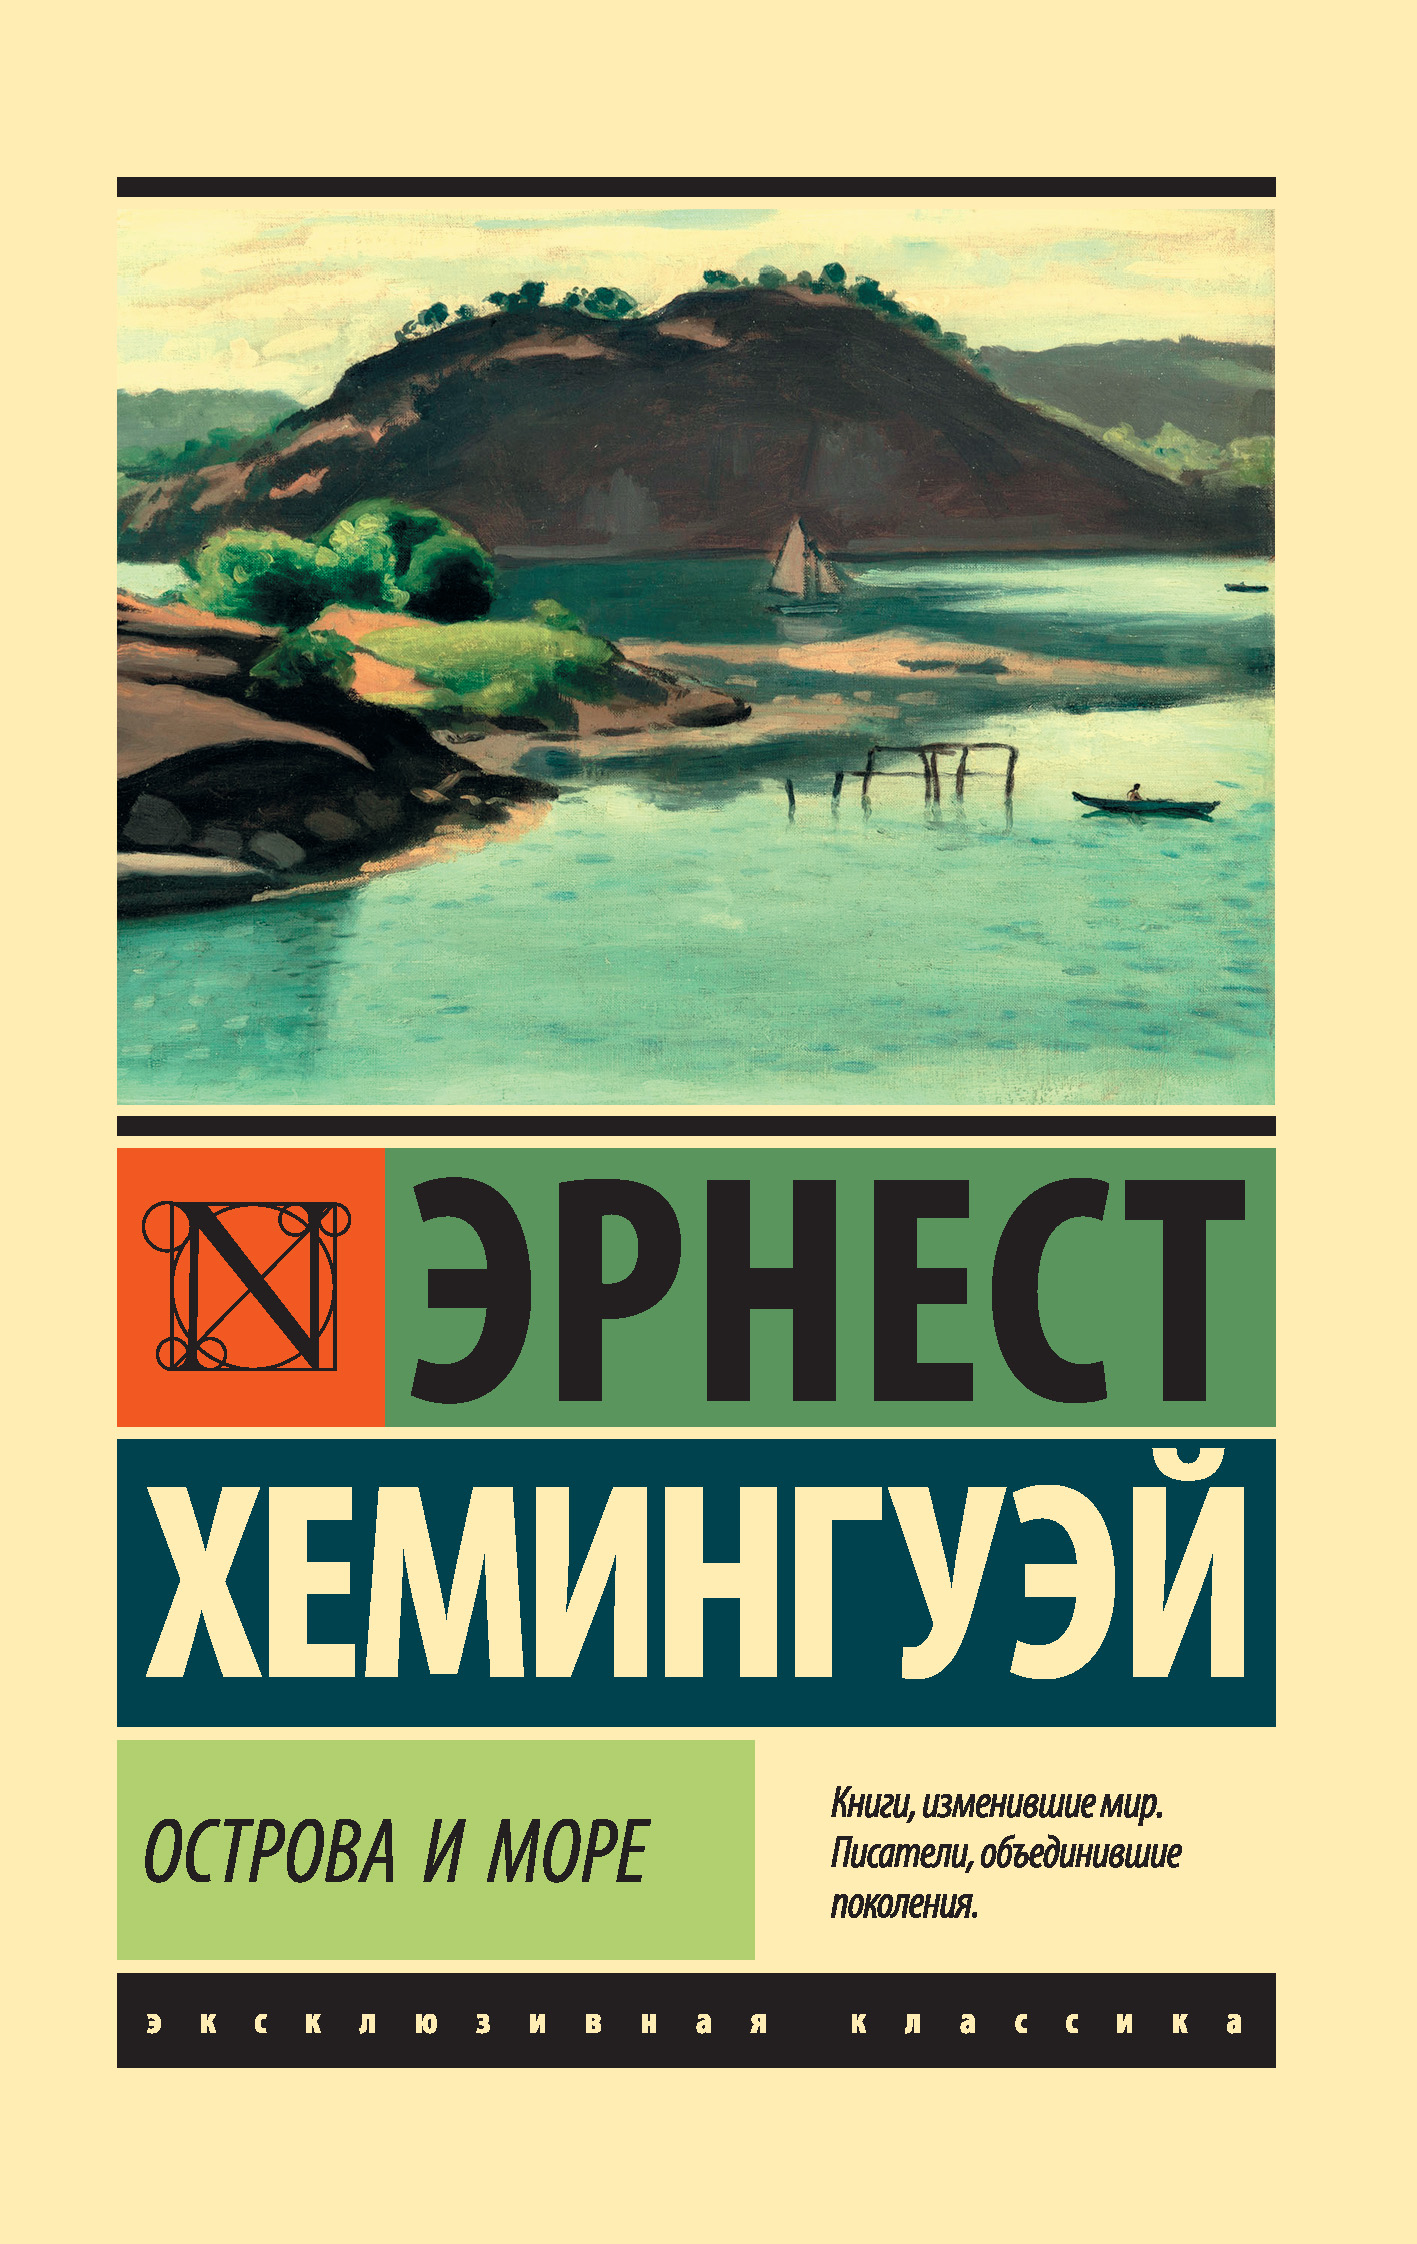 N
ЭРНЕСТ
ХЕМИНГУЭЙ
ОСТРОВА И МОРЕ
Книги, изменившие мир.
Писатели, объединившие
поколения.
эксклюзивная классика